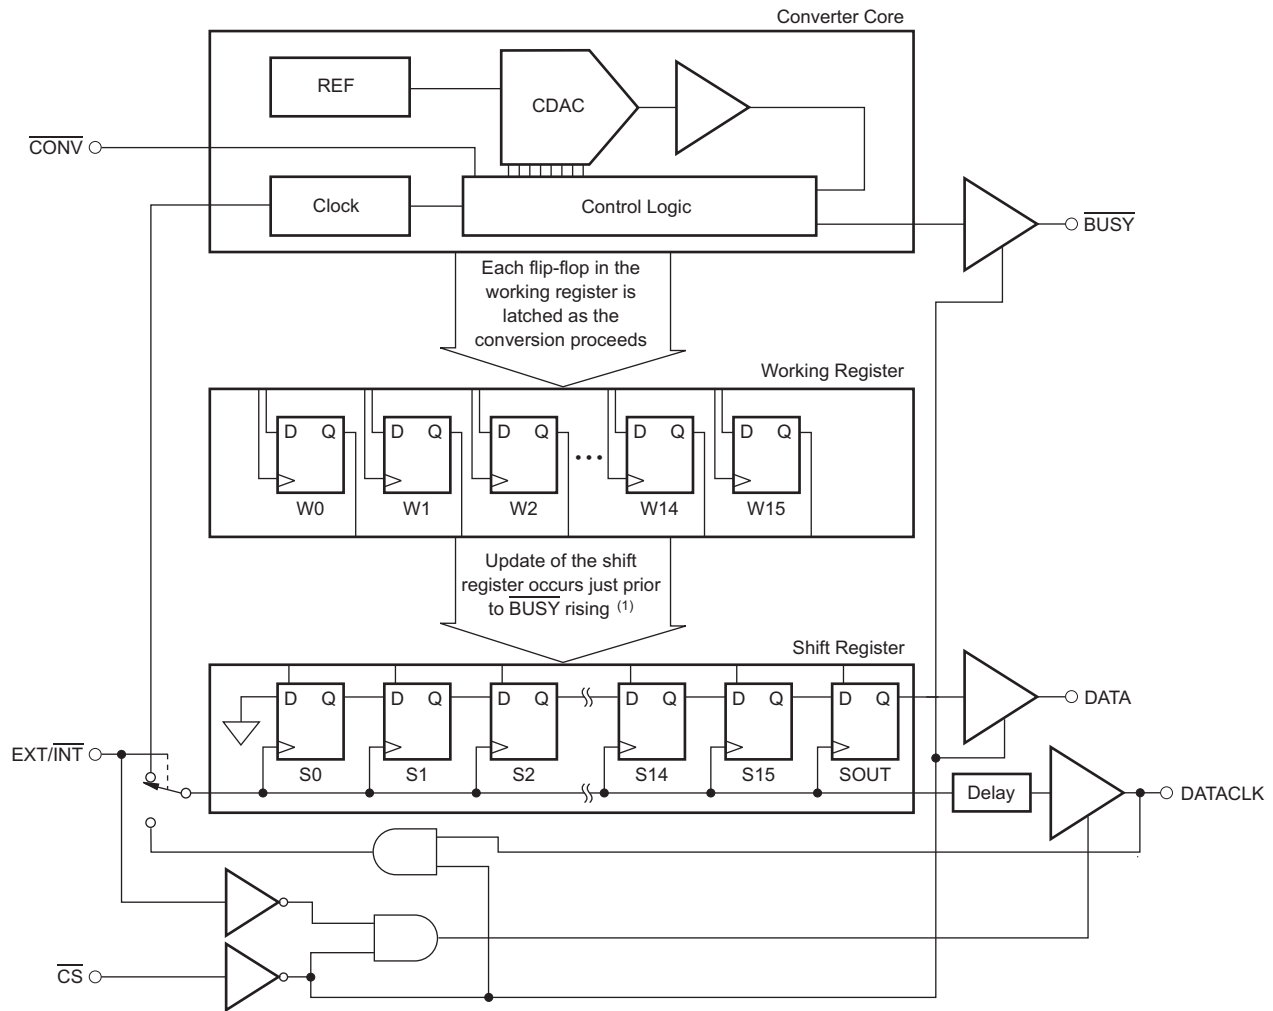 Converter Core
REF
CDAC
CONV
Clock
Control Logic
BUSY
Each flip-flop in the
working register is
latched as the
conversion proceeds
Working Register
D Q
D Q
D Q
...
D Q
D Q
W0
W1
W2
W14
W15
Update of the shift
register occurs just prior
to BUSY rising (1)
Shift Register
D Q
D Q
D Q
D Q
D Q
D Q
DATA
EXT/INT
S0
S1
S2
S14
S15
SOUT
Delay
DATACLK
CS